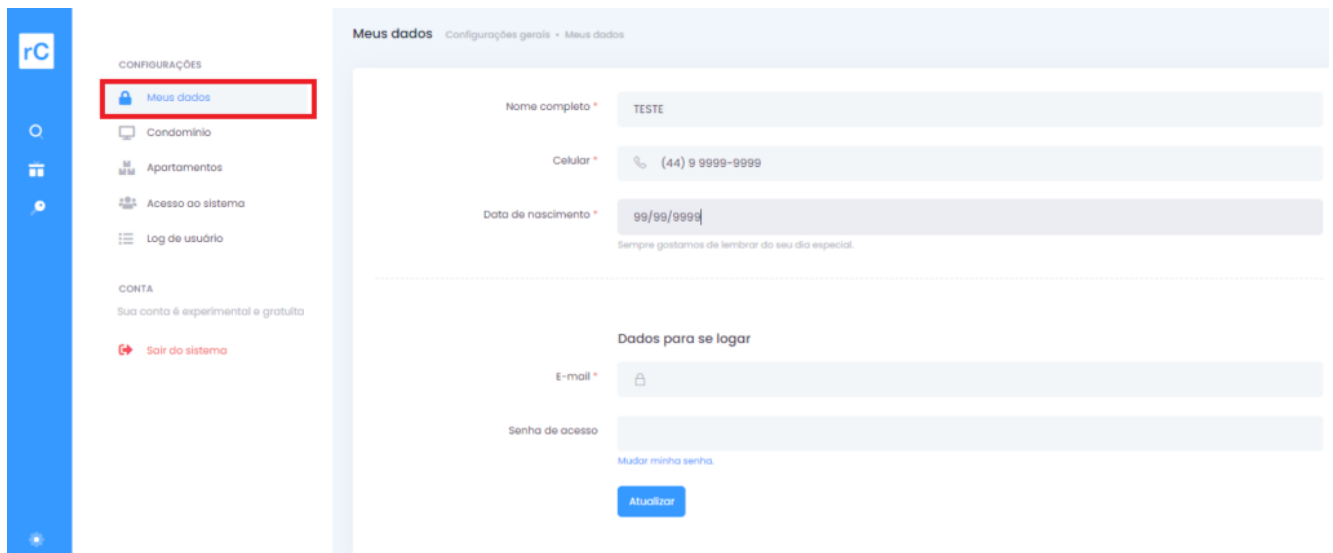 rC
CONFIGURAÇÕES
Meus dados
Condomínio
Apartamentos
Acesso ao sistema
Log de usuário
CONTA
Sua conta é experimental e gratuita
Sair do sistema
Meus dados Configurações gerais • Meus dados
Nome completo * TESTE
Celular * (44) 9 9999-9999
Data de nascimento * 99/99/9999
Sempre gostamos de lembrar do seu dia especial.
Dados para se logar
E-mail *
Senha de acesso
Mudar minha senha.
Atualizar